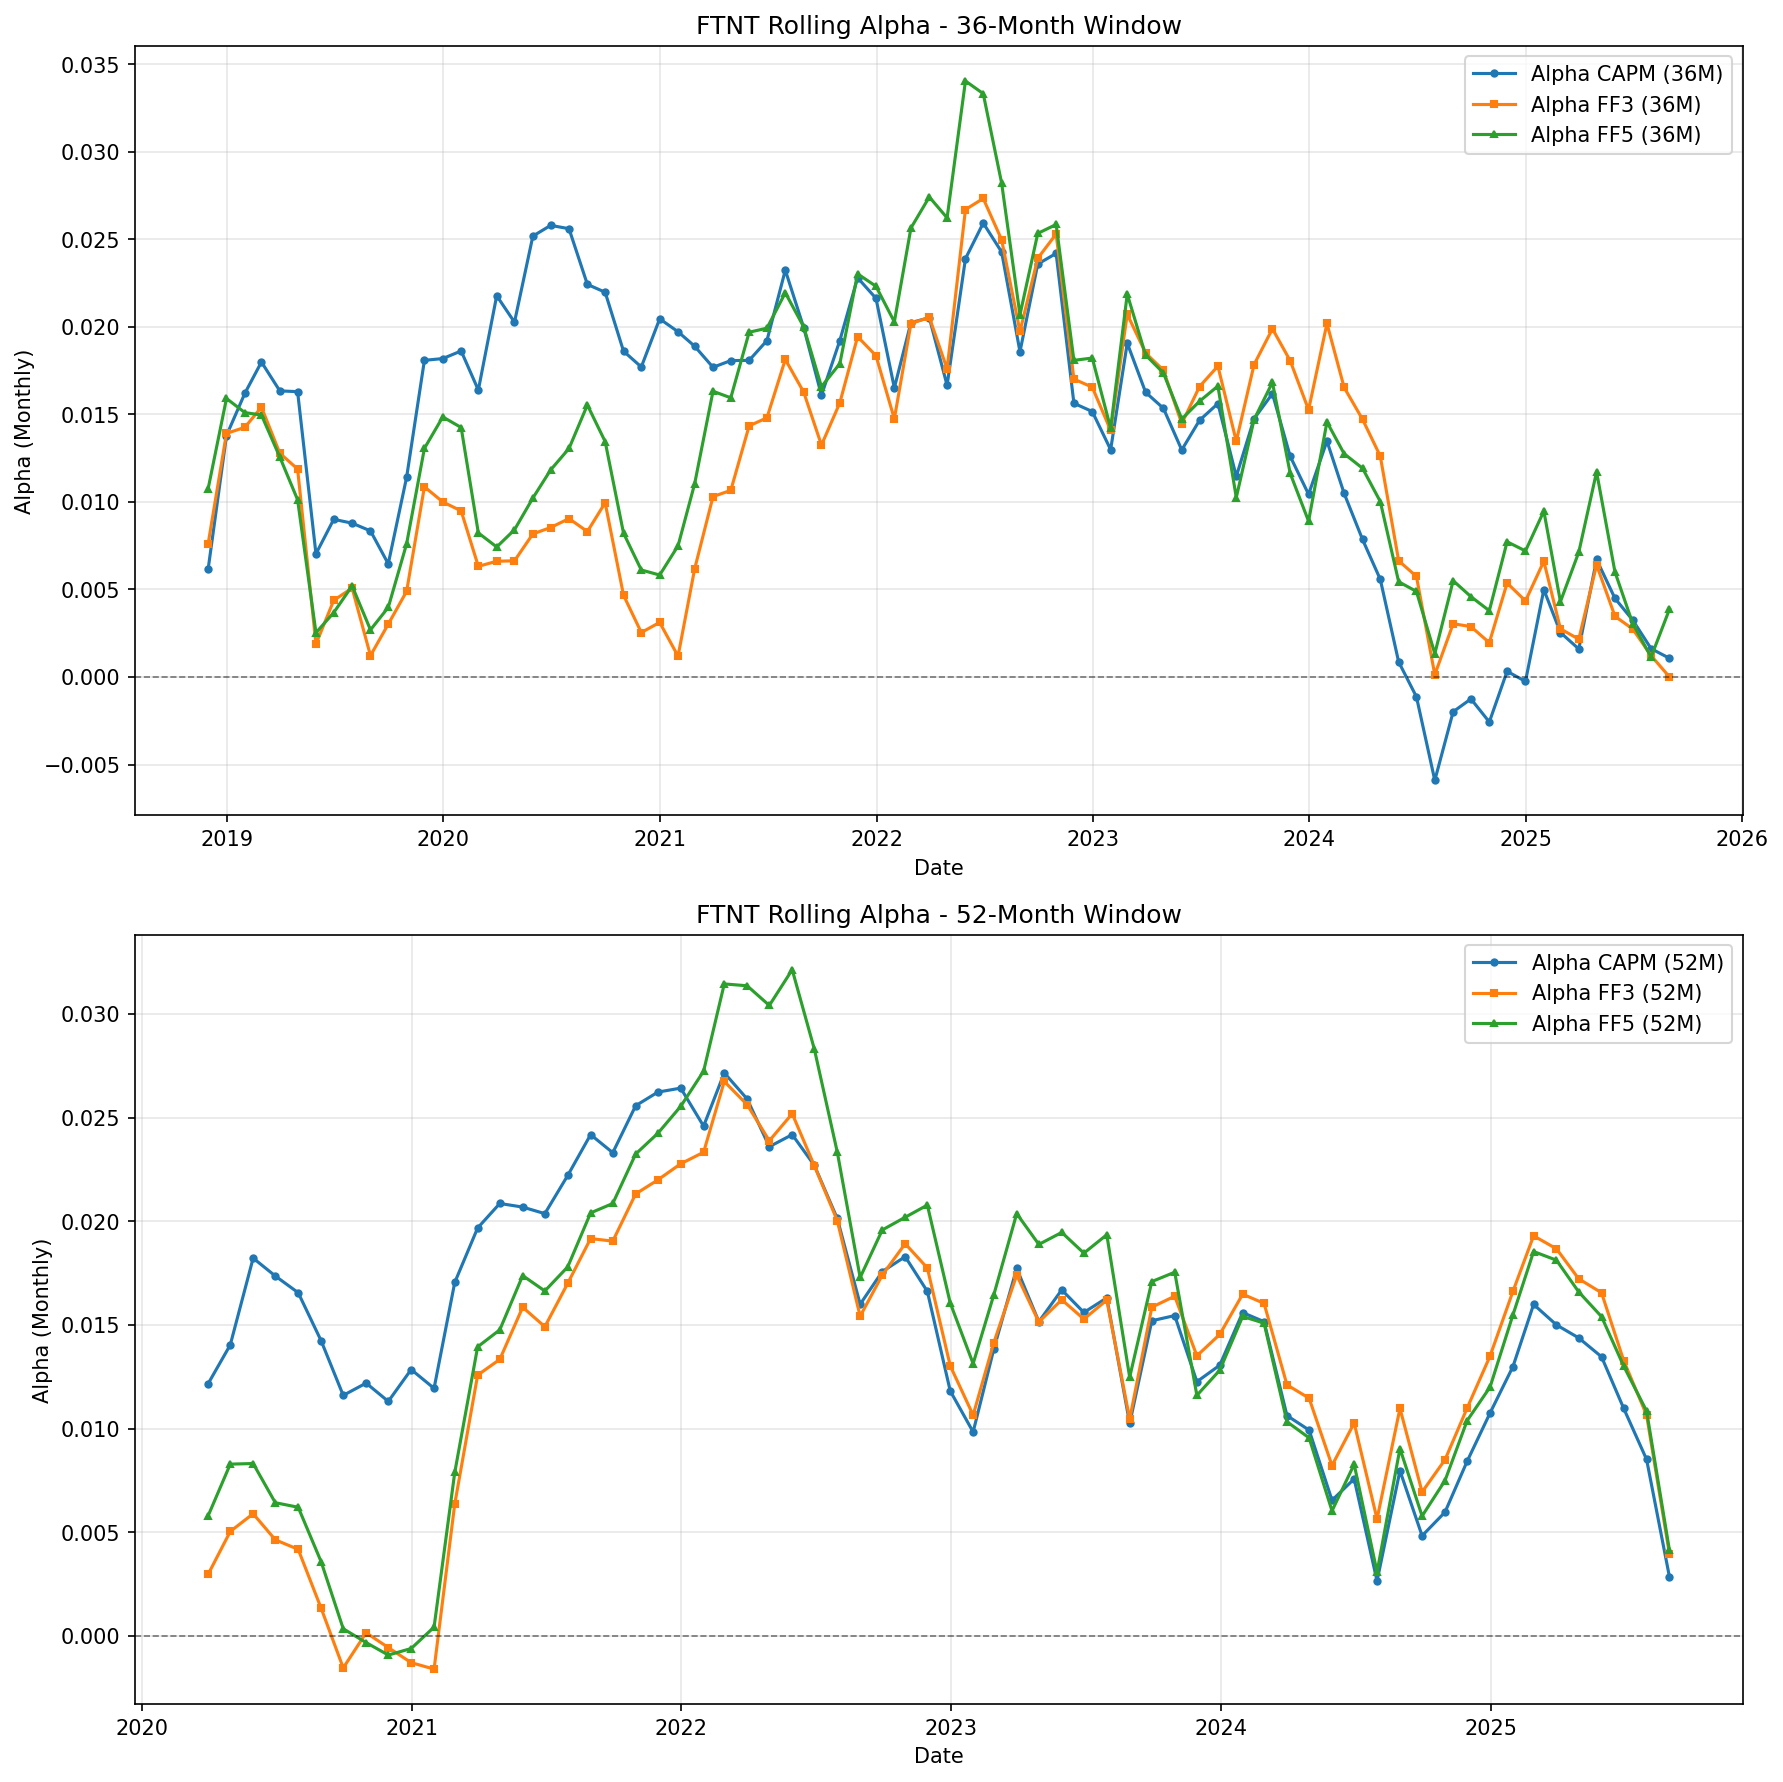 FTNT Rolling Alpha - 36-Month Window
Alpha CAPM (36M)
Alpha FF3 (36M)
Alpha FF5 (36M)
Alpha (Monthly)
0.035
0.030
0.025
0.020
0.015
0.010
0.005
0.000
−0.005
2019 2020 2021 2022 2023 2024 2025 2026
Date
FTNT Rolling Alpha - 52-Month Window
Alpha CAPM (52M)
Alpha FF3 (52M)
Alpha FF5 (52M)
Alpha (Monthly)
0.030
0.025
0.020
0.015
0.010
0.005
0.000
2020 2021 2022 2023 2024 2025
Date